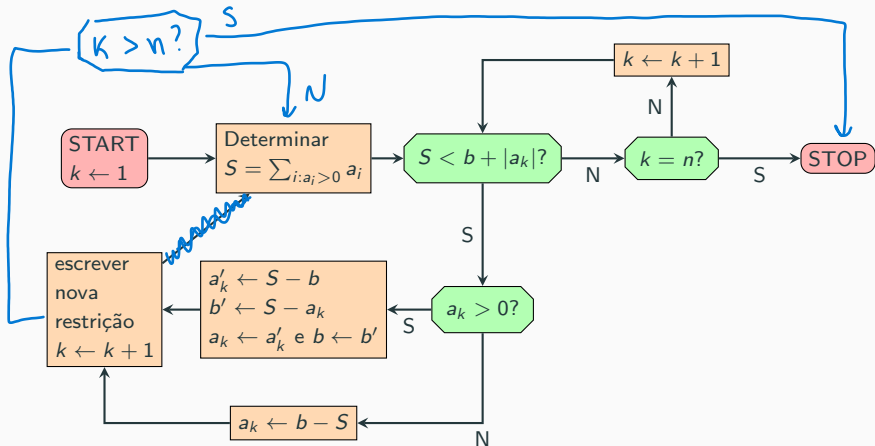 K > n?
S
N
START
k ← 1
Determinar
S = ∑_{i:a_i>0} a_i
S < b + |a_k|?
k ← k + 1
N
N
k = n?
S
STOP
S
escrever
nova
restrição
k ← k + 1
a'_k ← S − b
b' ← S − a_k
a_k ← a'_k e b ← b'
S
a_k > 0?
a_k ← b − S
N